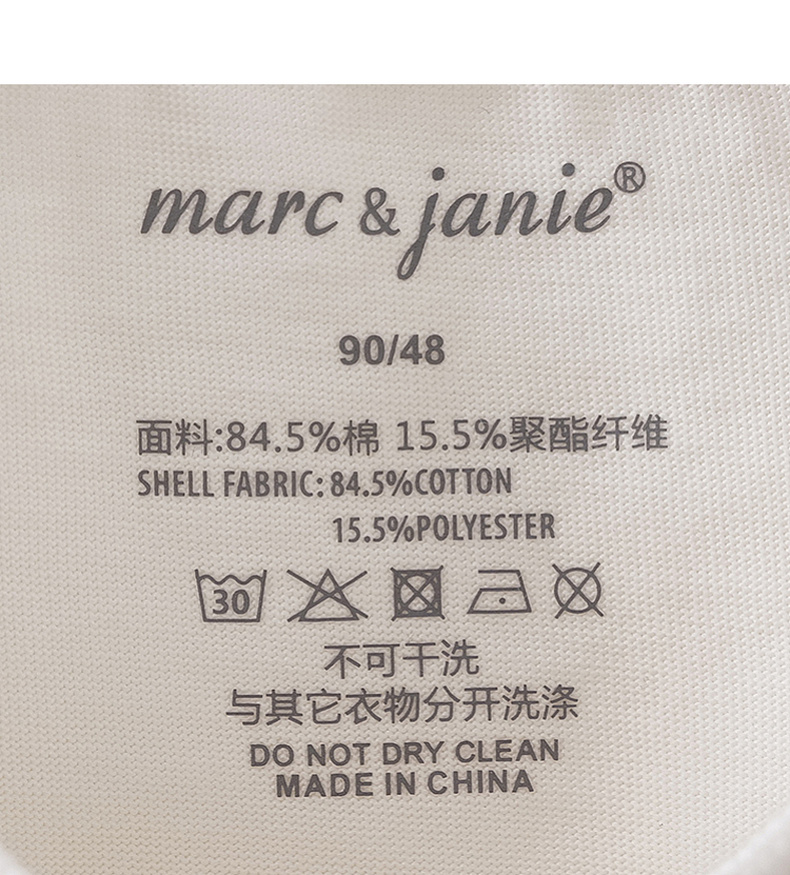 marc & janie®
90/48
面料:84.5%棉 15.5%聚酯纤维
SHELL FABRIC: 84.5%COTTON
15.5%POLYESTER
30
不可干洗
与其它衣物分开洗涤
DO NOT DRY CLEAN
MADE IN CHINA